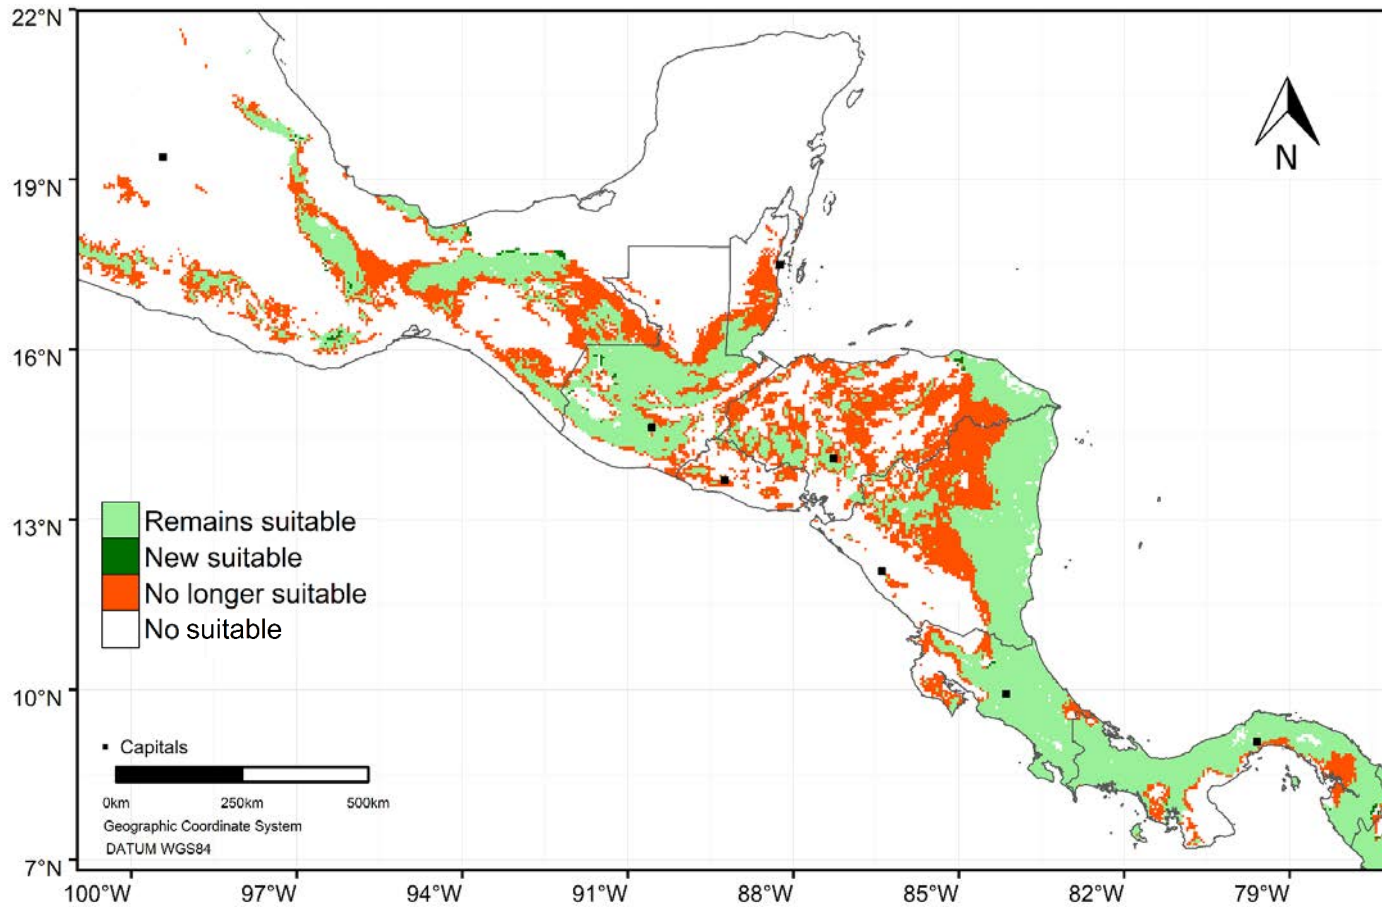 22°N
19°N
16°N
13°N
10°N
7°N
N
Remains suitable
New suitable
No longer suitable
No suitable
Capitals
0km 250km 500km
Geographic Coordinate System
DATUM WGS84
100°W 97°W 94°W 91°W 88°W 85°W 82°W 79°W